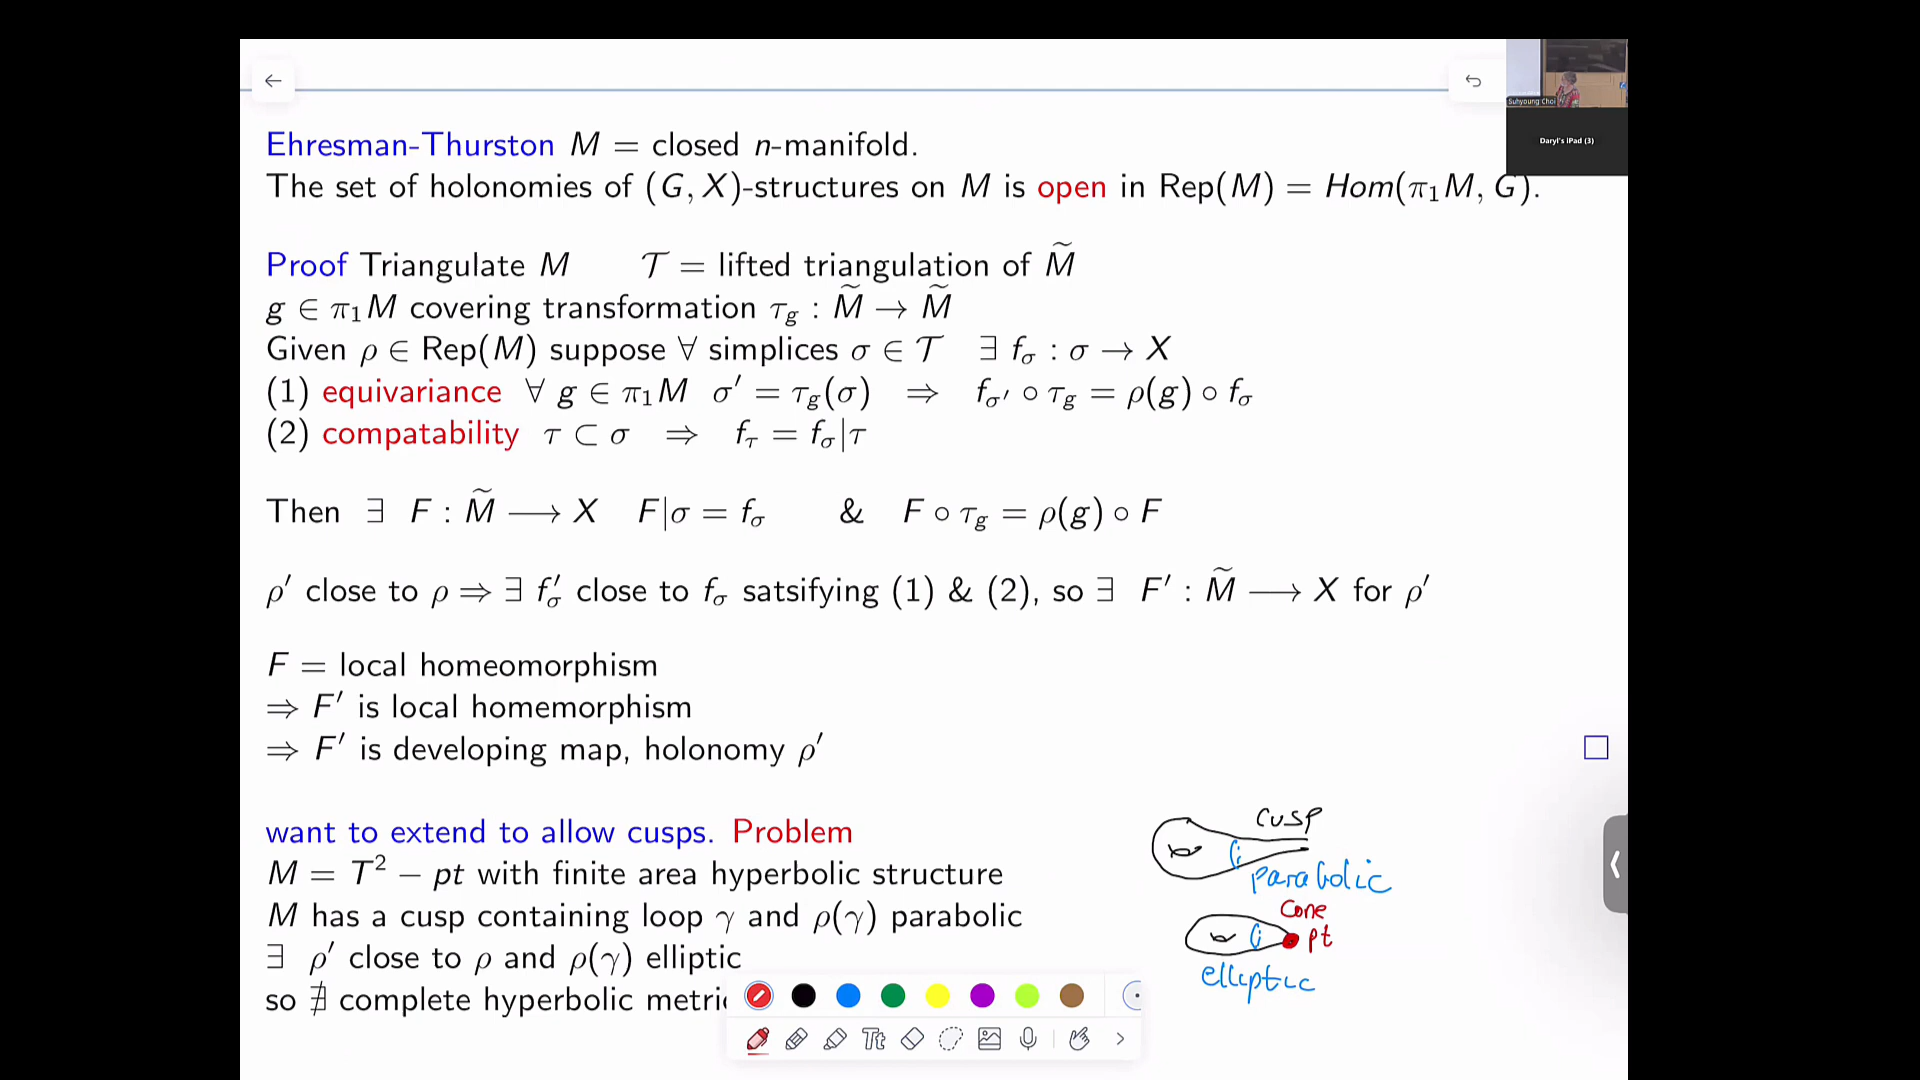 Suhyoung Choi
Daryl's iPad (3)
Ehresman-Thurston M = closed n-manifold.
The set of holonomies of (G, X)-structures on M is open in Rep(M) = Hom(π₁M, G).
Proof Triangulate M 𝒯 = lifted triangulation of M̃
g ∈ π₁M covering transformation τ_g : M̃ → M̃
Given ρ ∈ Rep(M) suppose ∀ simplices σ ∈ 𝒯 ∃ f_σ : σ → X
(1) equivariance ∀ g ∈ π₁M σ′ = τ_g(σ) ⇒ f_σ′ ∘ τ_g = ρ(g) ∘ f_σ
(2) compatability τ ⊂ σ ⇒ f_τ = f_σ|τ
Then ∃ F : M̃ ⟶ X F|σ = f_σ & F ∘ τ_g = ρ(g) ∘ F
ρ′ close to ρ ⇒ ∃ f′_σ close to f_σ satsifying (1) & (2), so ∃ F′ : M̃ ⟶ X for ρ′
F = local homeomorphism
⇒ F′ is local homemorphism
⇒ F′ is developing map, holonomy ρ′ □
want to extend to allow cusps. Problem
M = T² − pt with finite area hyperbolic structure
M has a cusp containing loop γ and ρ(γ) parabolic
∃ ρ′ close to ρ and ρ(γ) elliptic
so ∄ complete hyperbolic metric
cusp
parabolic
cone
pt
elliptic
Tt